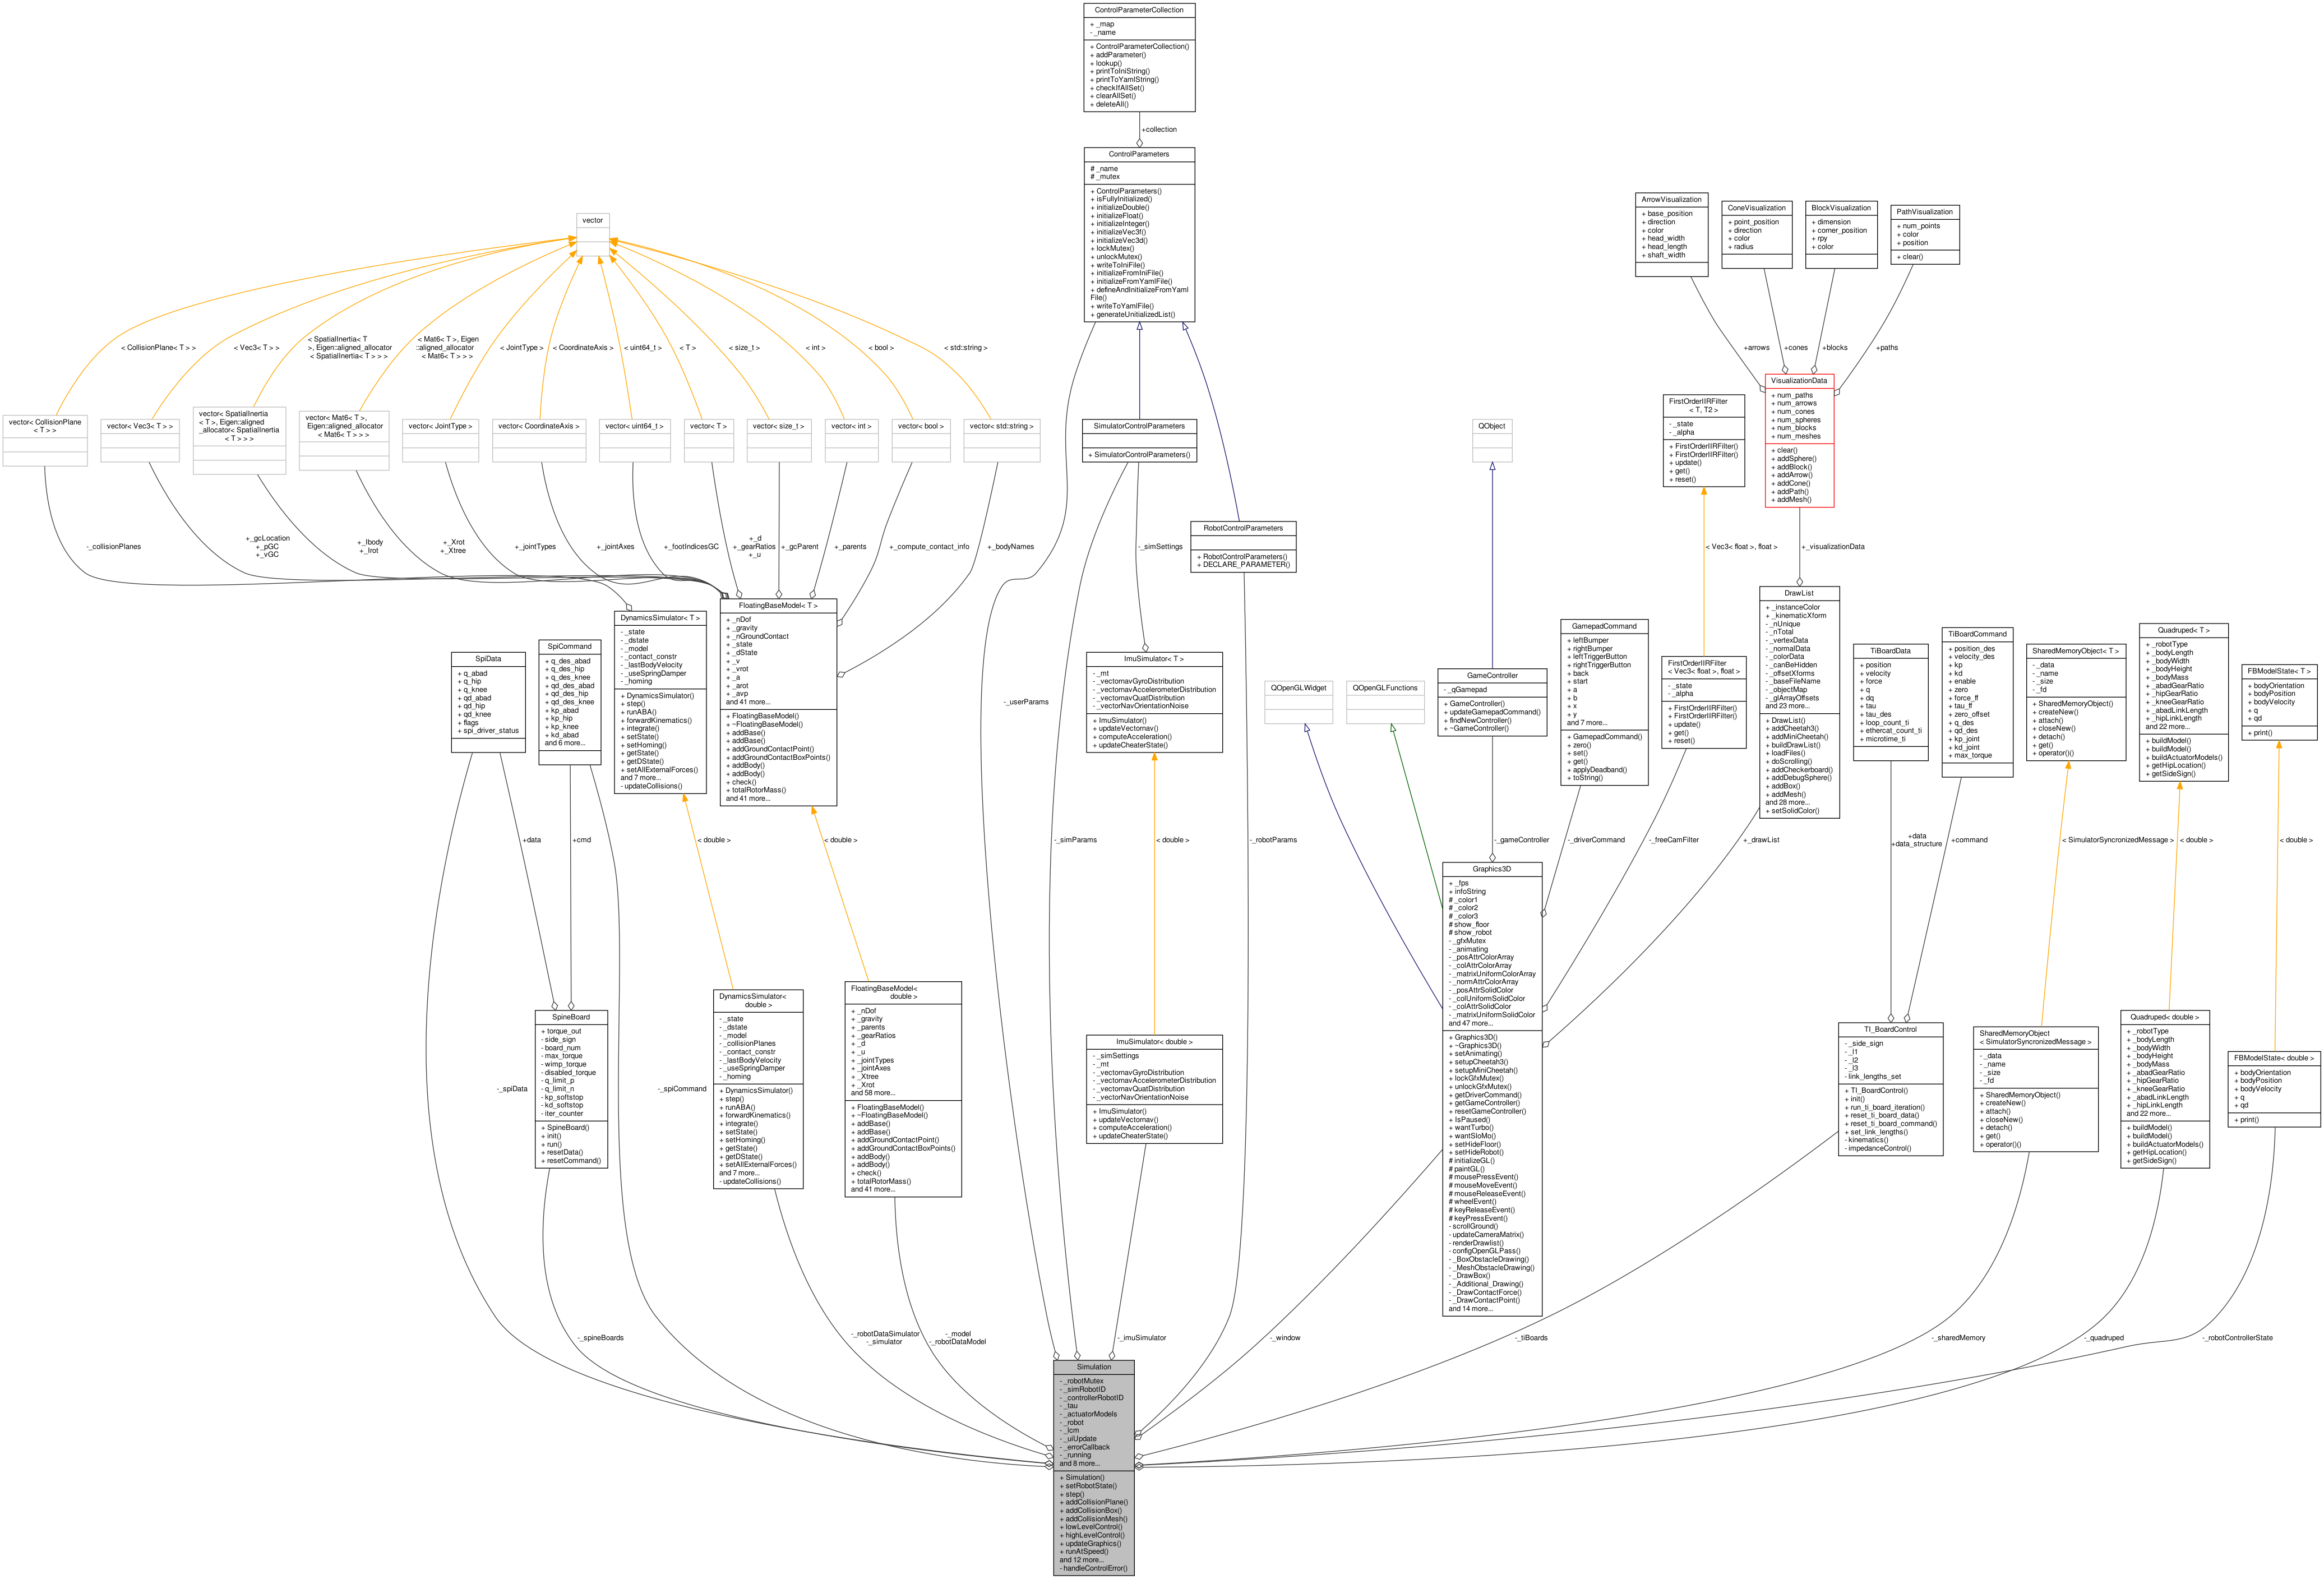 ControlParameterCollection
+ _map
- _name
+ ControlParameterCollection()
+ addParameter()
+ lookup()
+ printToIniString()
+ printToYamlString()
+ checkIfAllSet()
+ clearAllSet()
+ deleteAll()
+collection
ControlParameters
# _name
# _mutex
+ ControlParameters()
+ isFullyInitialized()
+ initializeDouble()
+ initializeFloat()
+ initializeInteger()
+ initializeVec3f()
+ initializeVec3d()
+ lockMutex()
+ unlockMutex()
+ writeToIniFile()
+ initializeFromIniFile()
+ initializeFromYamlFile()
+ defineAndInitializeFromYaml
File()
+ writeToYamlFile()
+ generateUnitializedList()
vector
< CollisionPlane< T > >
< Vec3< T > >
< SpatialInertia< T
>, Eigen::aligned_allocator
< SpatialInertia< T > > >
< Mat6< T >, Eigen
::aligned_allocator
< Mat6< T > > >
< JointType >
< CoordinateAxis >
< uint64_t >
< T >
< size_t >
< int >
< bool >
< std::string >
vector< CollisionPlane
< T > >
vector< Vec3< T > >
vector< SpatialInertia
< T >, Eigen::aligned
_allocator< SpatialInertia
< T > > >
vector< Mat6< T >,
Eigen::aligned_allocator
< Mat6< T > > >
vector< JointType >
vector< CoordinateAxis >
vector< uint64_t >
vector< T >
vector< size_t >
vector< int >
vector< bool >
vector< std::string >
-_collisionPlanes
+_gcLocation
+_pGC
+_vGC
+_Ibody
+_Irot
+_Xrot
+_Xtree
+_jointTypes
+_jointAxes
+_footIndicesGC
+_d
+_gearRatios
+_u
+_gcParent
+_parents
+_compute_contact_info
+_bodyNames
SimulatorControlParameters
+ SimulatorControlParameters()
-_simSettings
RobotControlParameters
+ RobotControlParameters()
+ DECLARE_PARAMETER()
ArrowVisualization
+ base_position
+ direction
+ color
+ head_width
+ head_length
+ shaft_width
ConeVisualization
+ point_position
+ direction
+ color
+ radius
BlockVisualization
+ dimension
+ corner_position
+ rpy
+ color
PathVisualization
+ num_points
+ color
+ position
+ clear()
+arrows
+cones
+blocks
+paths
VisualizationData
+ num_paths
+ num_arrows
+ num_cones
+ num_spheres
+ num_blocks
+ num_meshes
+ clear()
+ addSphere()
+ addBlock()
+ addArrow()
+ addCone()
+ addPath()
+ addMesh()
+_visualizationData
FirstOrderIIRFilter
< T, T2 >
- _state
- _alpha
+ FirstOrderIIRFilter()
+ FirstOrderIIRFilter()
+ update()
+ get()
+ reset()
< Vec3< float >, float >
QObject
SpiData
+ q_abad
+ q_hip
+ q_knee
+ qd_abad
+ qd_hip
+ qd_knee
+ flags
+ spi_driver_status
SpiCommand
+ q_des_abad
+ q_des_hip
+ q_des_knee
+ qd_des_abad
+ qd_des_hip
+ qd_des_knee
+ kp_abad
+ kp_hip
+ kp_knee
+ kd_abad
and 6 more...
DynamicsSimulator< T >
- _state
- _dstate
- _model
- _contact_constr
- _lastBodyVelocity
- _useSpringDamper
- _homing
+ DynamicsSimulator()
+ step()
+ runABA()
+ forwardKinematics()
+ integrate()
+ setState()
+ setHoming()
+ getState()
+ getDState()
+ setAllExternalForces()
and 7 more...
- updateCollisions()
FloatingBaseModel< T >
+ _nDof
+ _gravity
+ _nGroundContact
+ _state
+ _dState
+ _v
+ _vrot
+ _a
+ _arot
+ _avp
and 41 more...
+ FloatingBaseModel()
+ ~FloatingBaseModel()
+ addBase()
+ addBase()
+ addGroundContactPoint()
+ addGroundContactBoxPoints()
+ addBody()
+ addBody()
+ check()
+ totalRotorMass()
and 41 more...
-_userParams
ImuSimulator< T >
- _mt
- _vectornavGyroDistribution
- _vectornavAccelerometerDistribution
- _vectornavQuatDistribution
- _vectorNavOrientationNoise
+ ImuSimulator()
+ updateVectornav()
+ computeAcceleration()
+ updateCheaterState()
QOpenGLWidget
QOpenGLFunctions
GameController
- _qGamepad
+ GameController()
+ updateGamepadCommand()
+ findNewController()
+ ~GameController()
GamepadCommand
+ leftBumper
+ rightBumper
+ leftTriggerButton
+ rightTriggerButton
+ back
+ start
+ a
+ b
+ x
+ y
and 7 more...
+ GamepadCommand()
+ zero()
+ set()
+ get()
+ applyDeadband()
+ toString()
FirstOrderIIRFilter
< Vec3< float >, float >
- _state
- _alpha
+ FirstOrderIIRFilter()
+ FirstOrderIIRFilter()
+ update()
+ get()
+ reset()
DrawList
+ _instanceColor
+ _kinematicXform
- _nUnique
- _nTotal
- _vertexData
- _normalData
- _colorData
- _canBeHidden
- _offsetXforms
- _baseFileName
- _objectMap
- _glArrayOffsets
and 23 more...
+ DrawList()
+ addCheetah3()
+ addMiniCheetah()
+ buildDrawList()
+ loadFiles()
+ doScrolling()
+ addCheckerboard()
+ addDebugSphere()
+ addBox()
+ addMesh()
and 28 more...
+ setSolidColor()
TiBoardData
+ position
+ velocity
+ force
+ q
+ dq
+ tau
+ tau_des
+ loop_count_ti
+ ethercat_count_ti
+ microtime_ti
TiBoardCommand
+ position_des
+ velocity_des
+ kp
+ kd
+ enable
+ zero
+ force_ff
+ tau_ff
+ zero_offset
+ q_des
+ qd_des
+ kp_joint
+ kd_joint
+ max_torque
SharedMemoryObject< T >
- _data
- _name
- _size
- _fd
+ SharedMemoryObject()
+ createNew()
+ attach()
+ closeNew()
+ detach()
+ get()
+ operator()()
Quadruped< T >
+ _robotType
+ _bodyLength
+ _bodyWidth
+ _bodyHeight
+ _bodyMass
+ _abadGearRatio
+ _hipGearRatio
+ _kneeGearRatio
+ _abadLinkLength
+ _hipLinkLength
and 22 more...
+ buildModel()
+ buildModel()
+ buildActuatorModels()
+ getHipLocation()
+ getSideSign()
FBModelState< T >
+ bodyOrientation
+ bodyPosition
+ bodyVelocity
+ q
+ qd
+ print()
+data
+cmd
< double >
< double >
-_simParams
< double >
-_robotParams
-_gameController
-_driverCommand
-_freeCamFilter
+_drawList
+data
+data_structure
+command
< SimulatorSyncronizedMessage >
< double >
< double >
SpineBoard
+ torque_out
- side_sign
- board_num
- max_torque
- wimp_torque
- disabled_torque
- q_limit_p
- q_limit_n
- kp_softstop
- kd_softstop
- iter_counter
+ SpineBoard()
+ init()
+ run()
+ resetData()
+ resetCommand()
DynamicsSimulator<
double >
- _state
- _dstate
- _model
- _collisionPlanes
- _contact_constr
- _lastBodyVelocity
- _useSpringDamper
- _homing
+ DynamicsSimulator()
+ step()
+ runABA()
+ forwardKinematics()
+ integrate()
+ setState()
+ setHoming()
+ getState()
+ getDState()
+ setAllExternalForces()
and 7 more...
- updateCollisions()
FloatingBaseModel<
double >
+ _nDof
+ _gravity
+ _parents
+ _gearRatios
+ _d
+ _u
+ _jointTypes
+ _jointAxes
+ _Xtree
+ _Xrot
and 58 more...
+ FloatingBaseModel()
+ ~FloatingBaseModel()
+ addBase()
+ addBase()
+ addGroundContactPoint()
+ addGroundContactBoxPoints()
+ addBody()
+ addBody()
+ check()
+ totalRotorMass()
and 41 more...
ImuSimulator< double >
- _simSettings
- _mt
- _vectornavGyroDistribution
- _vectornavAccelerometerDistribution
- _vectornavQuatDistribution
- _vectorNavOrientationNoise
+ ImuSimulator()
+ updateVectornav()
+ computeAcceleration()
+ updateCheaterState()
Graphics3D
+ _fps
+ infoString
# _color1
# _color2
# _color3
# show_floor
# show_robot
- _gfxMutex
- _animating
- _posAttrColorArray
- _colAttrColorArray
- _matrixUniformColorArray
- _normAttrColorArray
- _posAttrSolidColor
- _colUniformSolidColor
- _colAttrSolidColor
- _matrixUniformSolidColor
and 47 more...
+ Graphics3D()
+ ~Graphics3D()
+ setAnimating()
+ setupCheetah3()
+ setupMiniCheetah()
+ lockGfxMutex()
+ unlockGfxMutex()
+ getDriverCommand()
+ getGameController()
+ resetGameController()
+ IsPaused()
+ wantTurbo()
+ wantSloMo()
+ setHideFloor()
+ setHideRobot()
# initializeGL()
# paintGL()
# mousePressEvent()
# mouseMoveEvent()
# mouseReleaseEvent()
# wheelEvent()
# keyReleaseEvent()
# keyPressEvent()
- scrollGround()
- updateCameraMatrix()
- renderDrawlist()
- configOpenGLPass()
- _BoxObstacleDrawing()
- _MeshObstacleDrawing()
- _DrawBox()
- _Additional_Drawing()
- _DrawContactForce()
- _DrawContactPoint()
and 14 more...
TI_BoardControl
- _side_sign
- _l1
- _l2
- _l3
- link_lengths_set
+ TI_BoardControl()
+ init()
+ run_ti_board_iteration()
+ reset_ti_board_data()
+ reset_ti_board_command()
+ set_link_lengths()
- kinematics()
- impedanceControl()
SharedMemoryObject
< SimulatorSyncronizedMessage >
- _data
- _name
- _size
- _fd
+ SharedMemoryObject()
+ createNew()
+ attach()
+ closeNew()
+ detach()
+ get()
+ operator()()
Quadruped< double >
+ _robotType
+ _bodyLength
+ _bodyWidth
+ _bodyHeight
+ _bodyMass
+ _abadGearRatio
+ _hipGearRatio
+ _kneeGearRatio
+ _abadLinkLength
+ _hipLinkLength
and 22 more...
+ buildModel()
+ buildModel()
+ buildActuatorModels()
+ getHipLocation()
+ getSideSign()
FBModelState< double >
+ bodyOrientation
+ bodyPosition
+ bodyVelocity
+ q
+ qd
+ print()
-_spiData
-_spiCommand
-_spineBoards
-_robotDataSimulator
-_simulator
-_model
-_robotDataModel
-_imuSimulator
-_window
-_tiBoards
-_sharedMemory
-_quadruped
-_robotControllerState
Simulation
- _robotMutex
- _simRobotID
- _controllerRobotID
- _tau
- _actuatorModels
- _robot
- _lcm
- _uiUpdate
- _errorCallback
- _running
and 8 more...
+ Simulation()
+ setRobotState()
+ step()
+ addCollisionPlane()
+ addCollisionBox()
+ addCollisionMesh()
+ lowLevelControl()
+ highLevelControl()
+ updateGraphics()
+ runAtSpeed()
and 12 more...
- handleControlError()